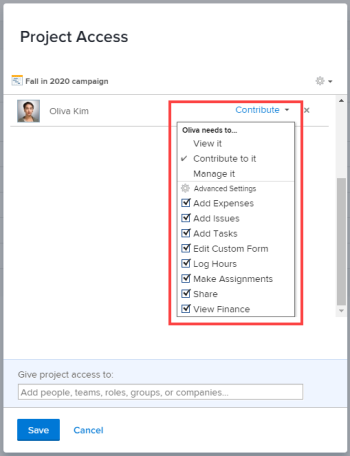 Project Access
Fall in 2020 campaign
Oliva Kim
Contribute
Oliva needs to...
View it
Contribute to it
Manage it
Advanced Settings
Add Expenses
Add Issues
Add Tasks
Edit Custom Form
Log Hours
Make Assignments
Share
View Finance
Give project access to:
Add people, teams, roles, groups, or companies...
Save Cancel